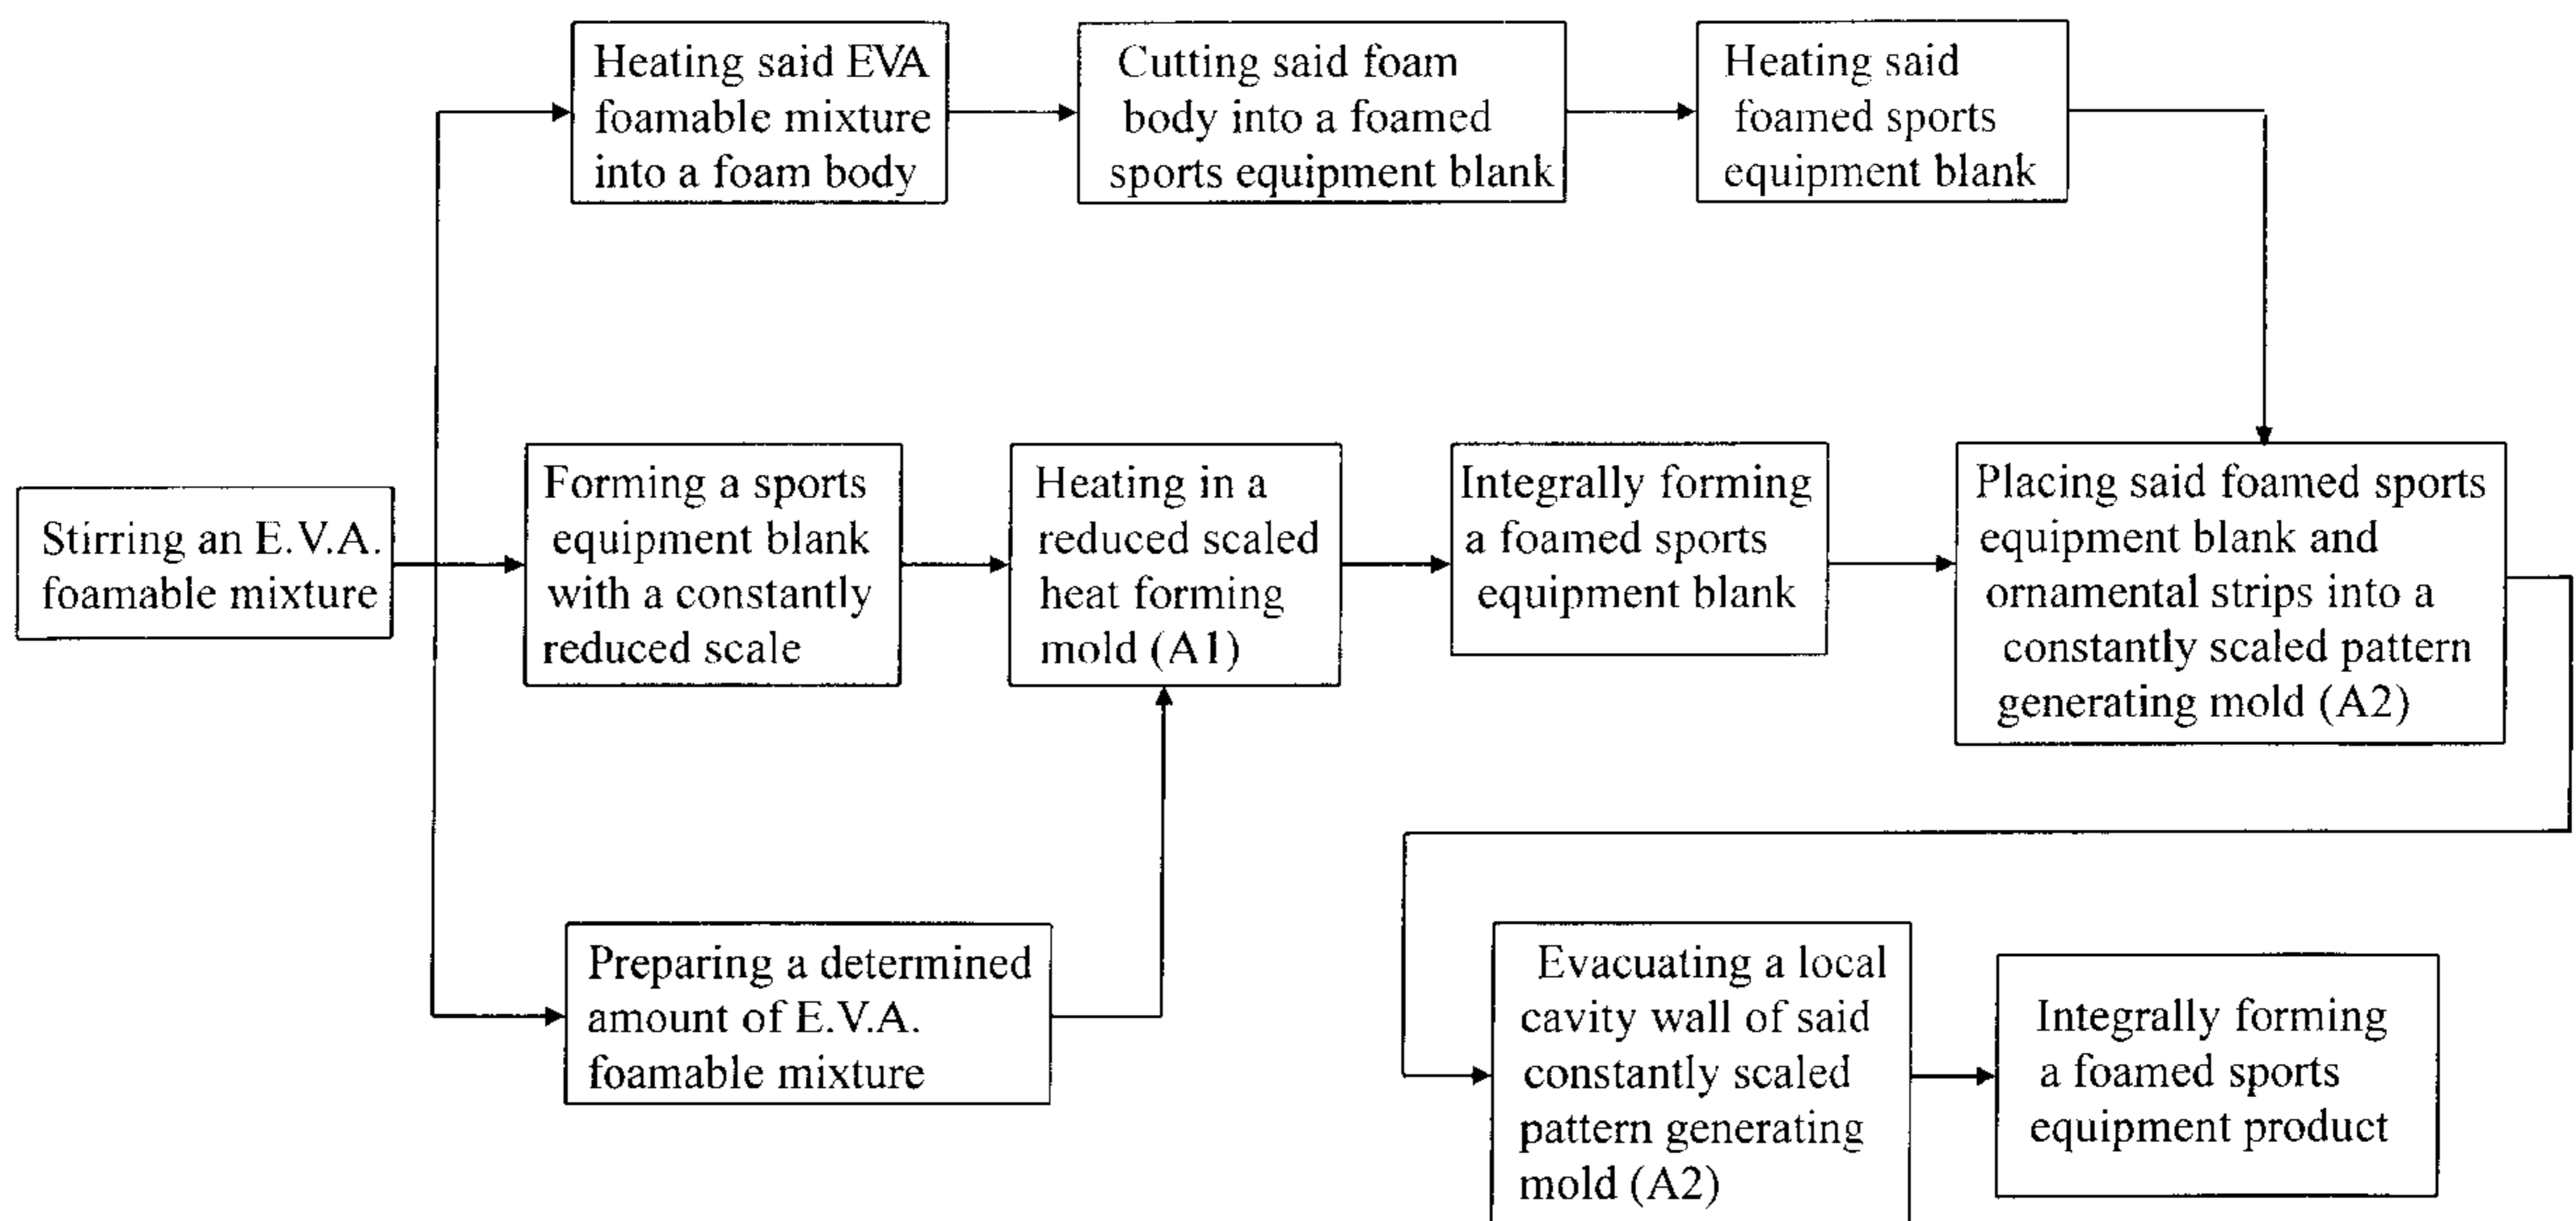 Heating said EVA
foamable mixture
into a foam body
Cutting said foam
body into a foamed
sports equipment blank
Heating said
foamed sports
equipment blank
Stirring an E.V.A.
foamable mixture
Forming a sports
equipment blank
with a constantly
reduced scale
Heating in a
reduced scaled
heat forming
mold (A1)
Integrally forming
a foamed sports
equipment blank
Placing said foamed sports
equipment blank and
ornamental strips into a
constantly scaled pattern
generating mold (A2)
Preparing a determined
amount of E.V.A.
foamable mixture
Evacuating a local
cavity wall of said
constantly scaled
pattern generating
mold (A2)
Integrally forming
a foamed sports
equipment product